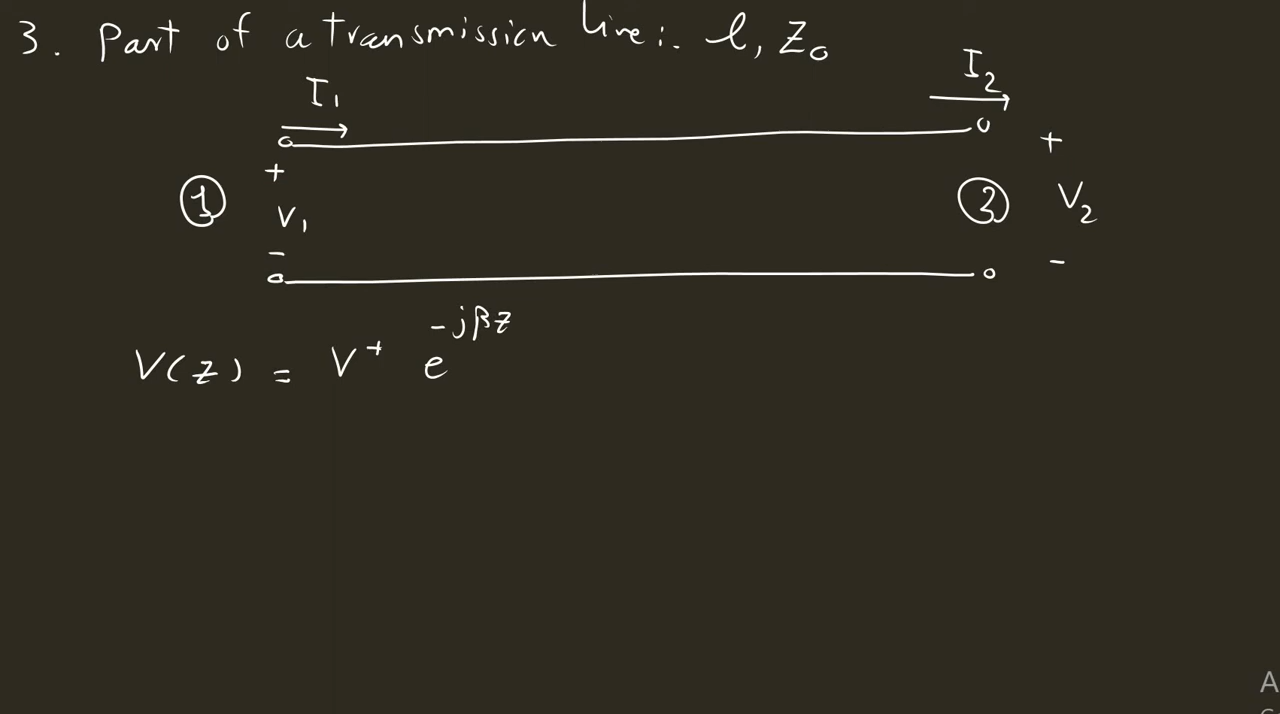 3. Part of a transmission line:. l, Z₀
I₁ I₂
+ +
① V₁ ② V₂
- -
V(z) = V⁺ e^{-jβz}
A